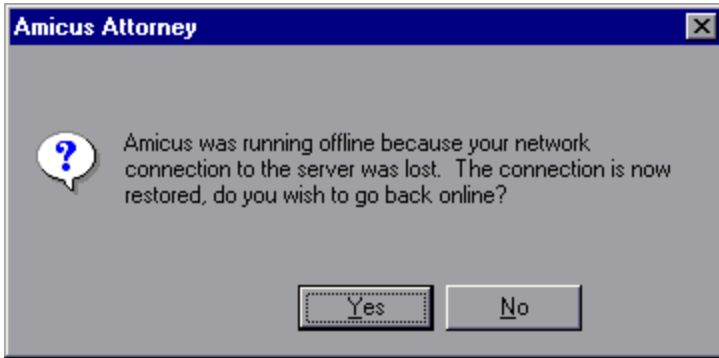 Amicus Attorney
Amicus was running offline because your network
connection to the server was lost.  The connection is now
restored, do you wish to go back online?
Yes
No